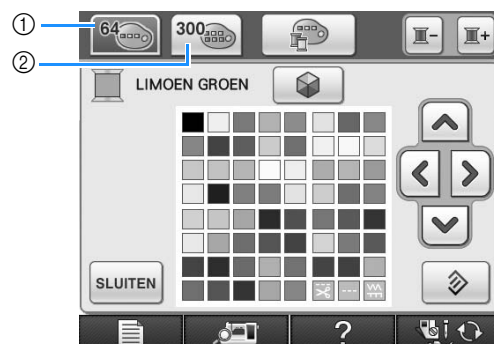 ① 64 300 - +
②
LIMOEN GROEN
SLUITEN
?
i